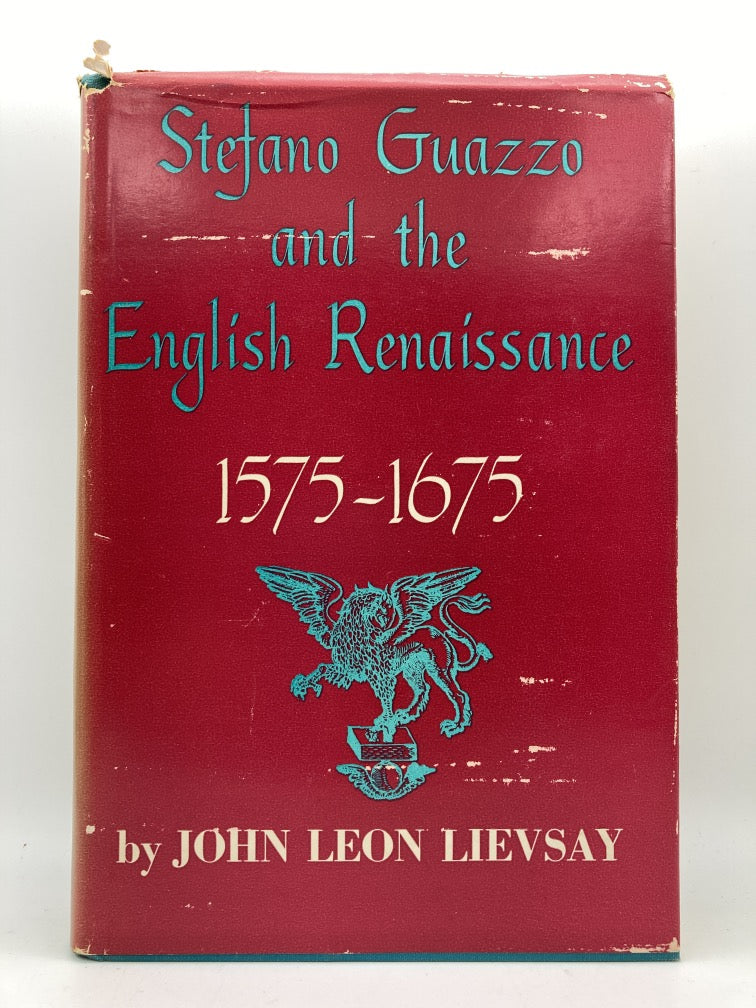 Stefano Guazzo
and the
English Renaissance
1575-1675
by JOHN LEON LIEVSAY